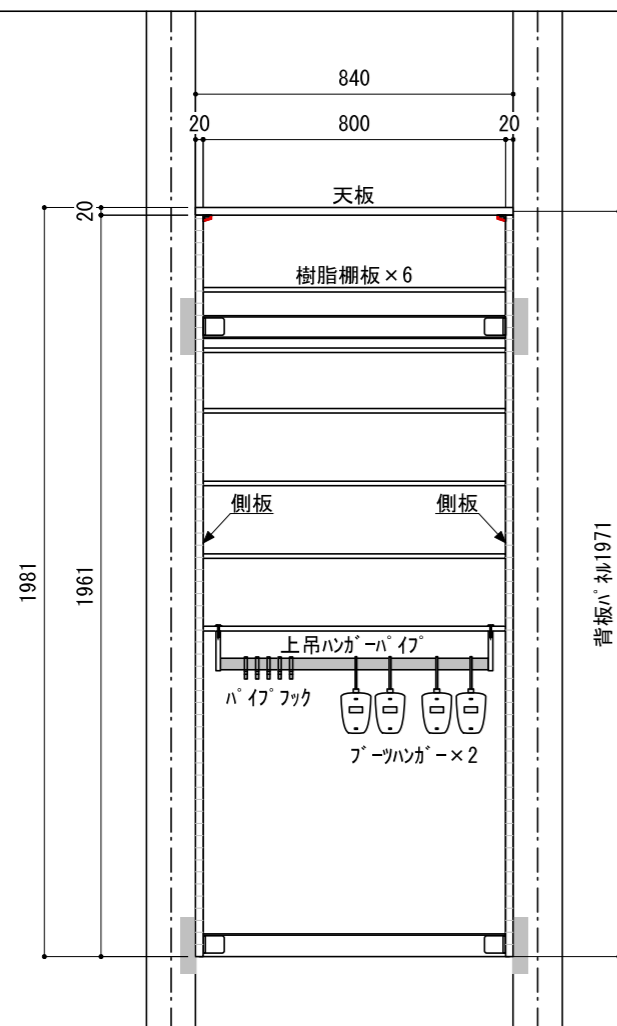 840
20
800
20
天板
20
樹脂棚板×6
側板
側板
1981
1961
背板ﾊﾟﾈﾙ1971
上吊ﾊﾝｶﾞｰﾊﾟｲﾌﾟ
ﾊﾟｲﾌﾟﾌｯｸ
ﾌﾞｰﾂﾊﾝｶﾞｰ×2